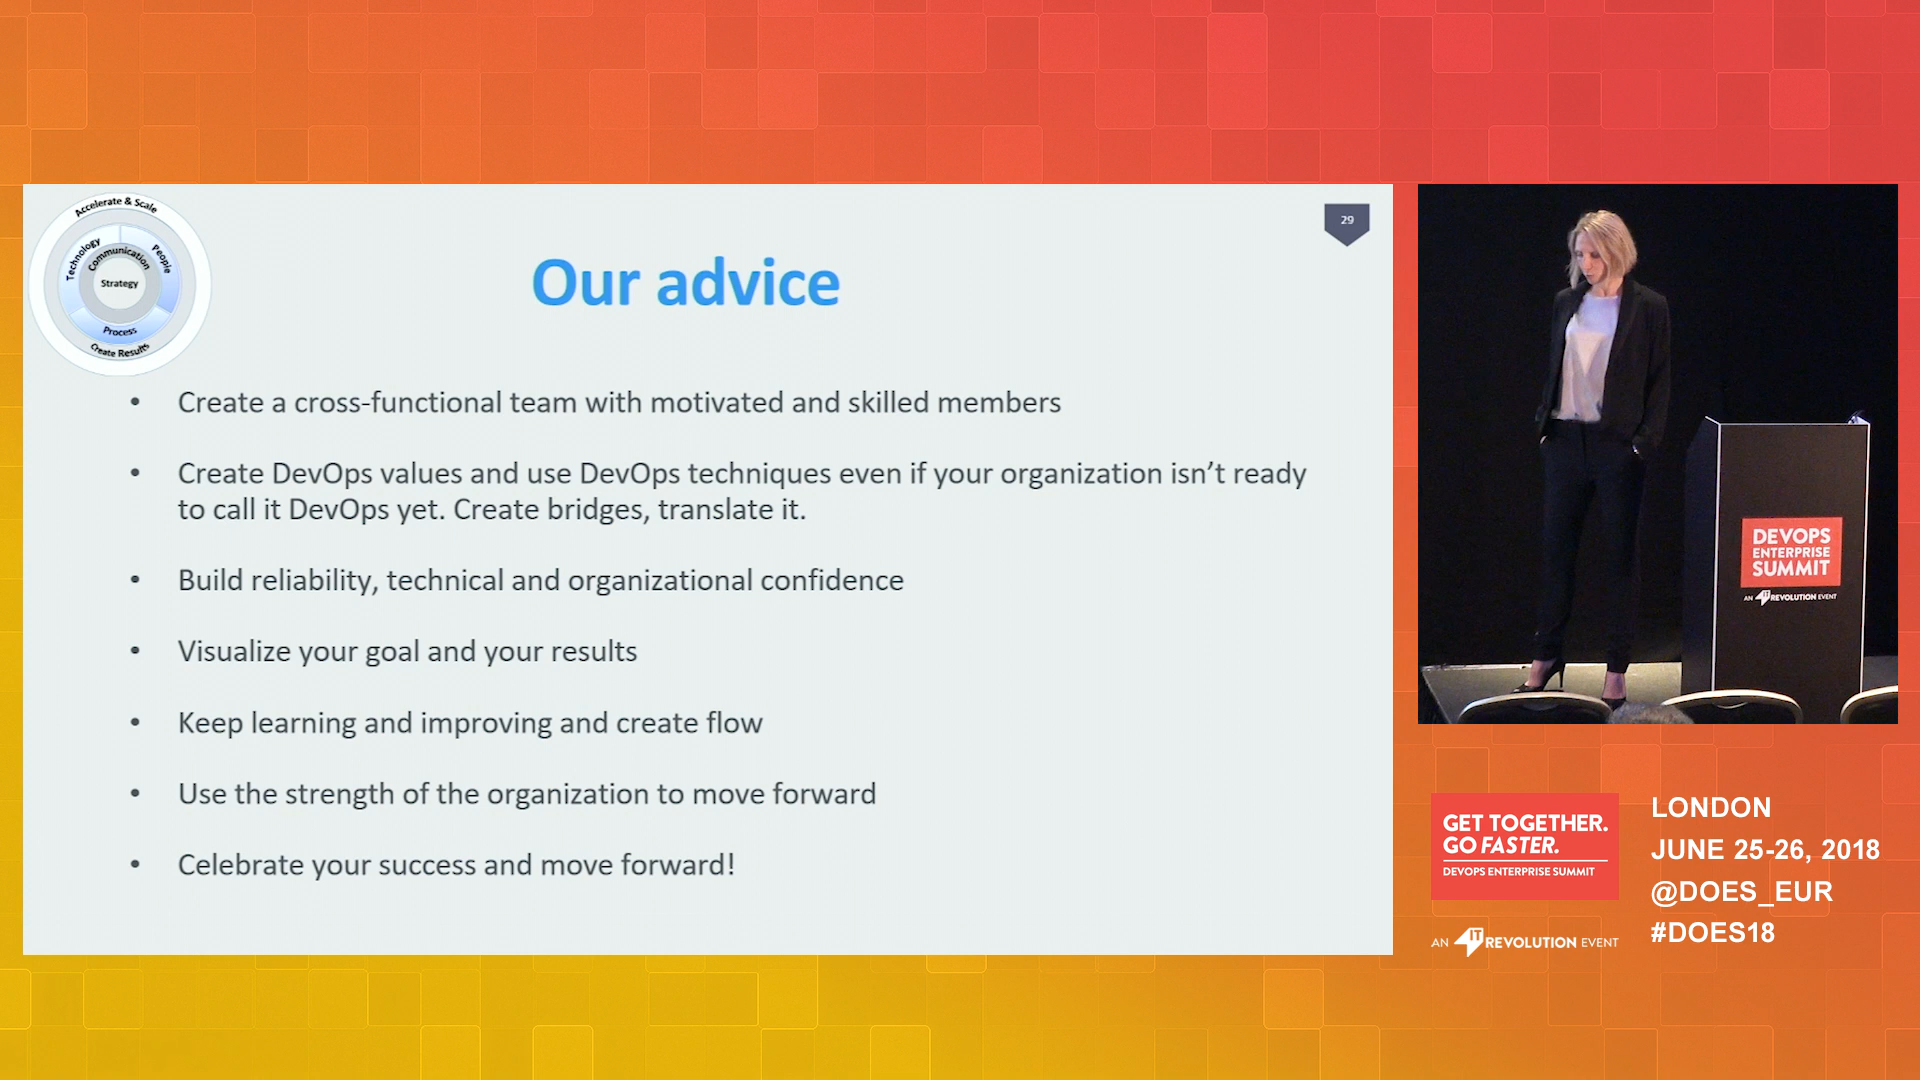 Accelerate & Scale
Technology
People
Communication
Strategy
Process
Create Results
29
Our advice
• Create a cross-functional team with motivated and skilled members
• Create DevOps values and use DevOps techniques even if your organization isn’t ready
to call it DevOps yet. Create bridges, translate it.
• Build reliability, technical and organizational confidence
• Visualize your goal and your results
• Keep learning and improving and create flow
• Use the strength of the organization to move forward
• Celebrate your success and move forward!
DEVOPS
ENTERPRISE
SUMMIT
AN IT REVOLUTION EVENT
GET TOGETHER.
GO FASTER.
DEVOPS ENTERPRISE SUMMIT
AN IT REVOLUTION EVENT
LONDON
JUNE 25-26, 2018
@DOES_EUR
#DOES18